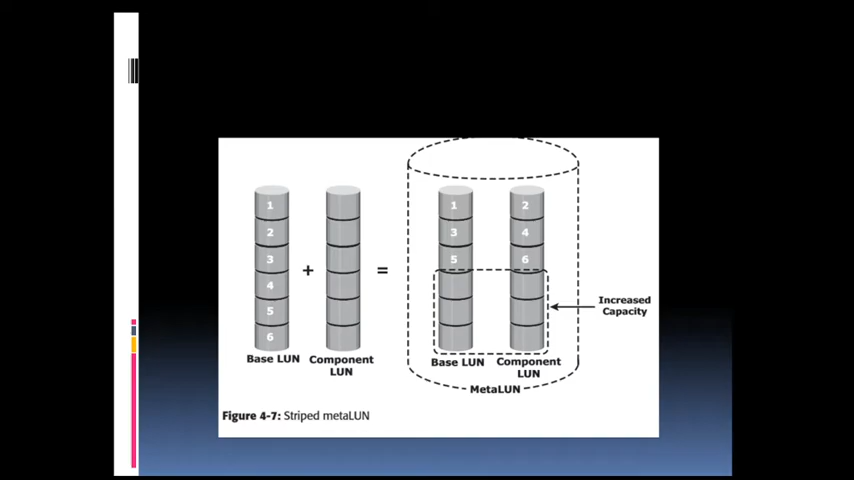 1
2
3
4
5
6
+
=
1 2
3 4
5 6
Increased
Capacity
Base LUN
Component
LUN
Base LUN
Component
LUN
MetaLUN
Figure 4-7: Striped metaLUN